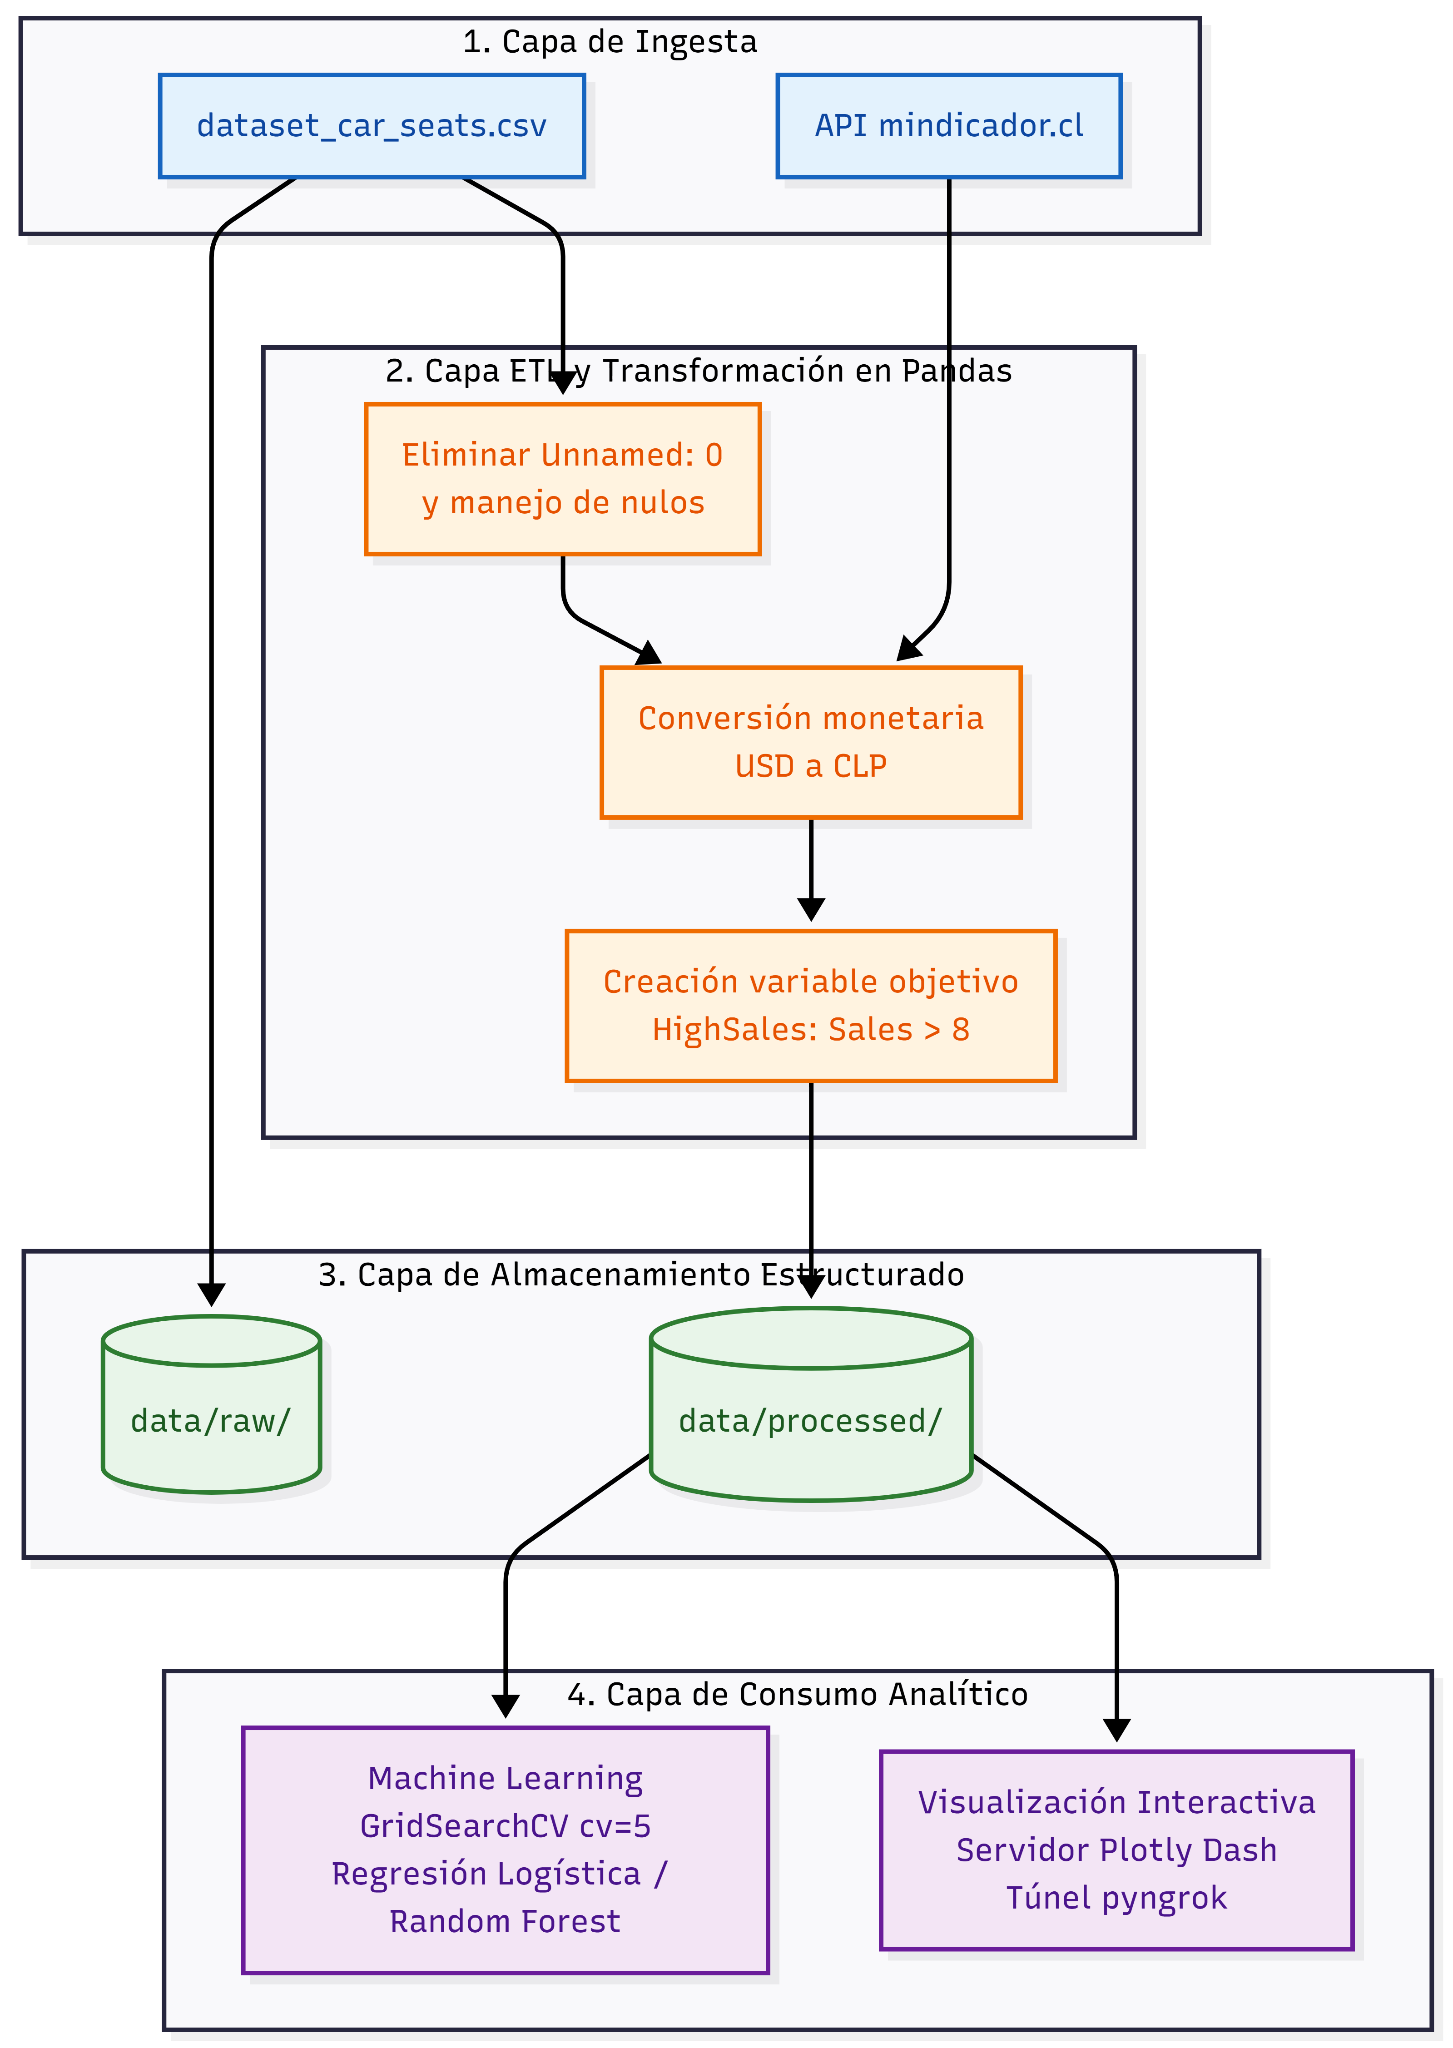 1. Capa de Ingesta
dataset_car_seats.csv
API mindicador.cl
2. Capa ETL y Transformación en Pandas
Eliminar Unnamed: 0
y manejo de nulos
Conversión monetaria
USD a CLP
Creación variable objetivo
HighSales: Sales > 8
3. Capa de Almacenamiento Estructurado
data/raw/
data/processed/
4. Capa de Consumo Analítico
Machine Learning
GridSearchCV cv=5
Regresión Logística /
Random Forest
Visualización Interactiva
Servidor Plotly Dash
Túnel pyngrok